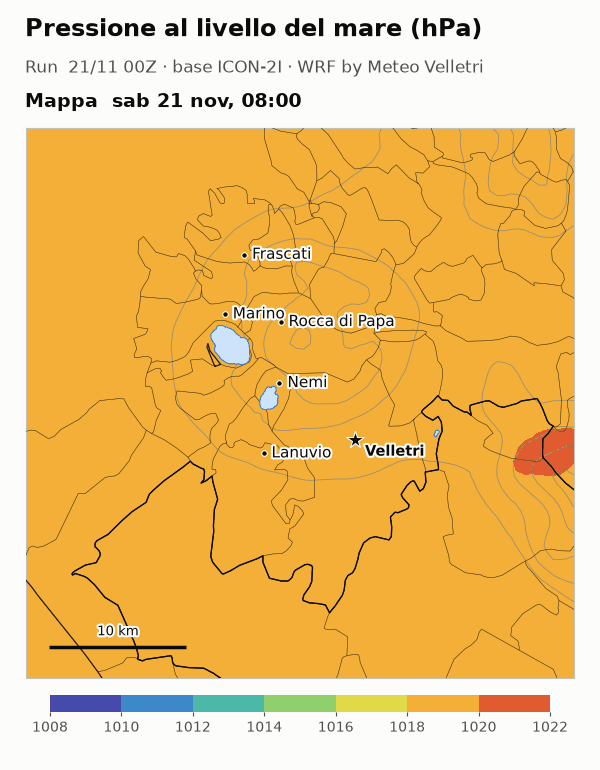 Pressione al livello del mare (hPa)
Run  21/11 00Z · base ICON-2I · WRF by Meteo Velletri
Mappa  sab 21 nov, 08:00
Frascati
Marino
Rocca di Papa
Nemi
Velletri
Lanuvio
10 km
1008 1010 1012 1014 1016 1018 1020 1022